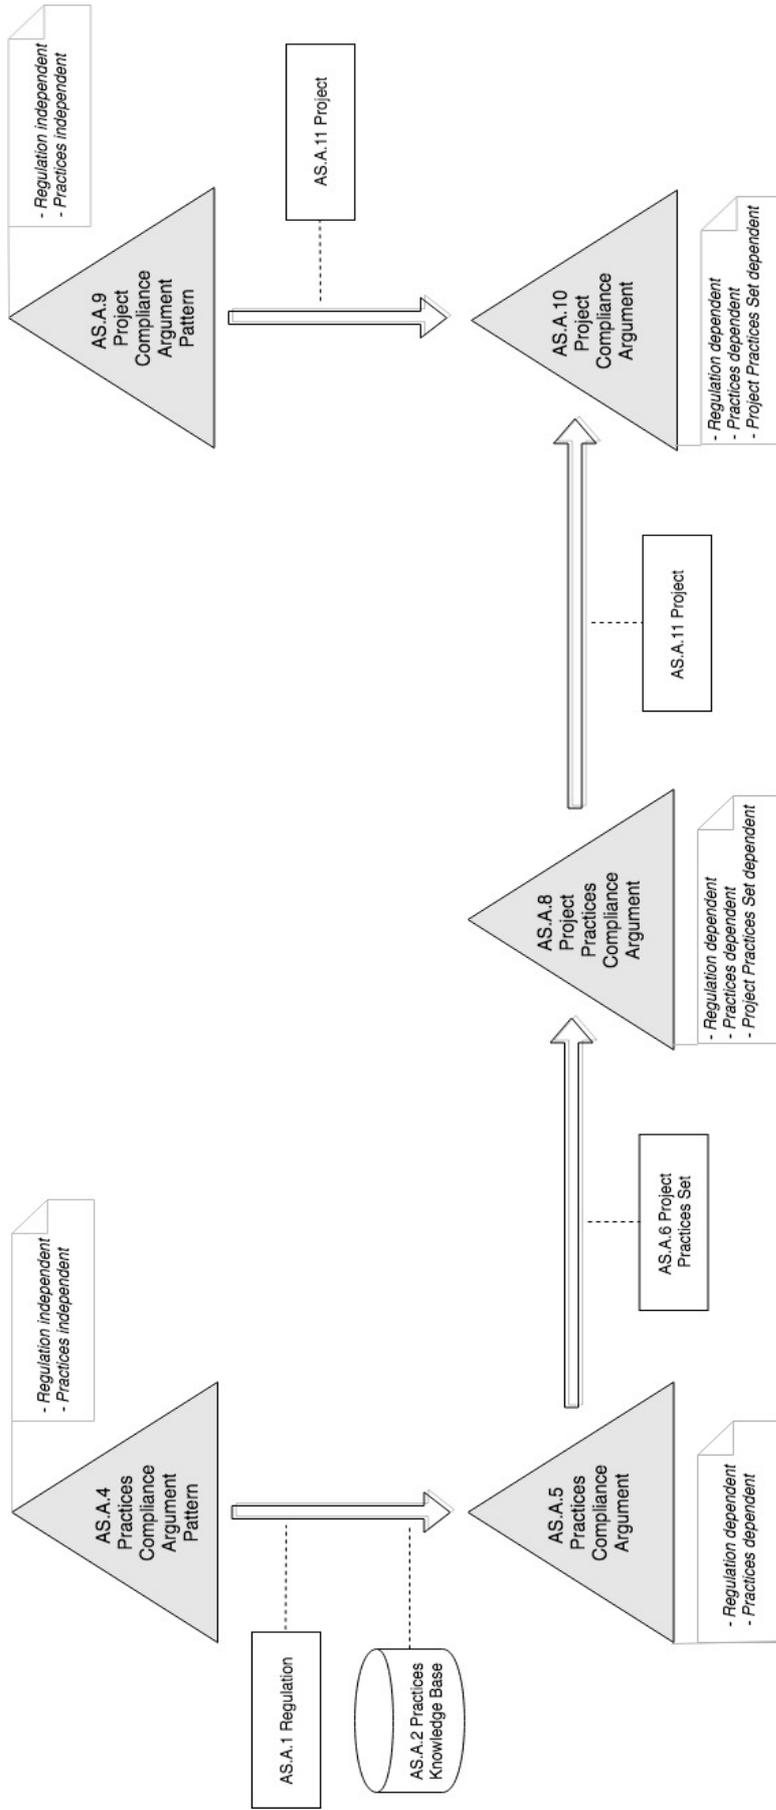 AS.A.4
Practices
Compliance
Argument
Pattern
- Regulation independent
- Practices independent
AS.A.9
Project
Compliance
Argument
Pattern
- Regulation independent
- Practices independent
AS.A.1 Regulation
AS.A.2 Practices
Knowledge Base
AS.A.11 Project
AS.A.5
Practices
Compliance
Argument
- Regulation dependent
- Practices dependent
AS.A.6 Project
Practices Set
AS.A.8
Project
Practices
Compliance
Argument
- Regulation dependent
- Practices dependent
- Project Practices Set dependent
AS.A.11 Project
AS.A.10
Project
Compliance
Argument
- Regulation dependent
- Practices dependent
- Project Practices Set dependent